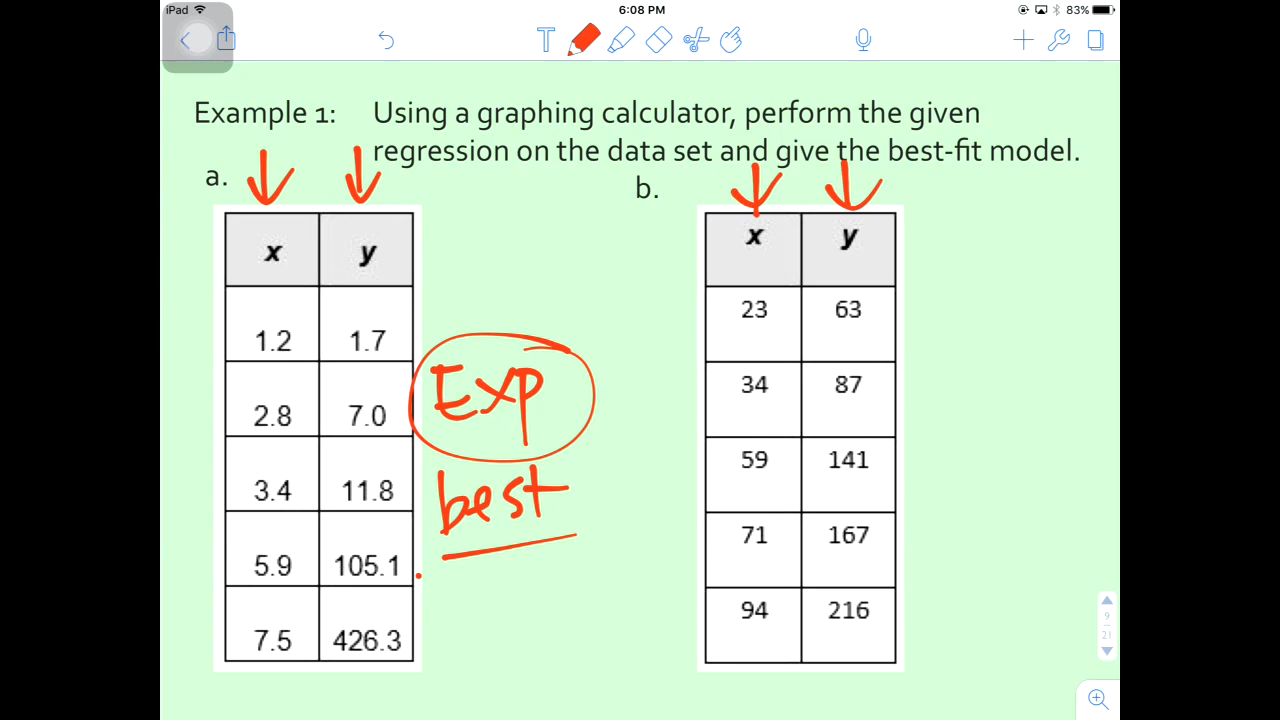 iPad 6:08 PM 83%
T
Example 1: Using a graphing calculator, perform the given
regression on the data set and give the best-fit model.
a.
x y
1.2 1.7
2.8 7.0
3.4 11.8
5.9 105.1
7.5 426.3
Exp
best
b.
x y
23 63
34 87
59 141
71 167
94 216
9
21